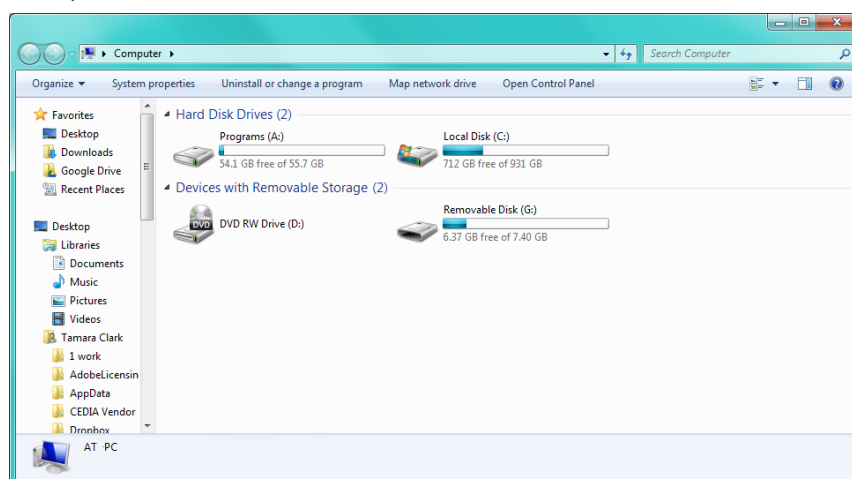 Computer
Search Computer
Organize
System properties
Uninstall or change a program
Map network drive
Open Control Panel
Favorites
Desktop
Downloads
Google Drive
Recent Places
Desktop
Libraries
Documents
Music
Pictures
Videos
Tamara Clark
1 work
AdobeLicensin
AppData
CEDIA Vendor
Dropbox
Hard Disk Drives (2)
Programs (A:)
54.1 GB free of 55.7 GB
Local Disk (C:)
712 GB free of 931 GB
Devices with Removable Storage (2)
DVD RW Drive (D:)
DVD
Removable Disk (G:)
6.37 GB free of 7.40 GB
AT -PC